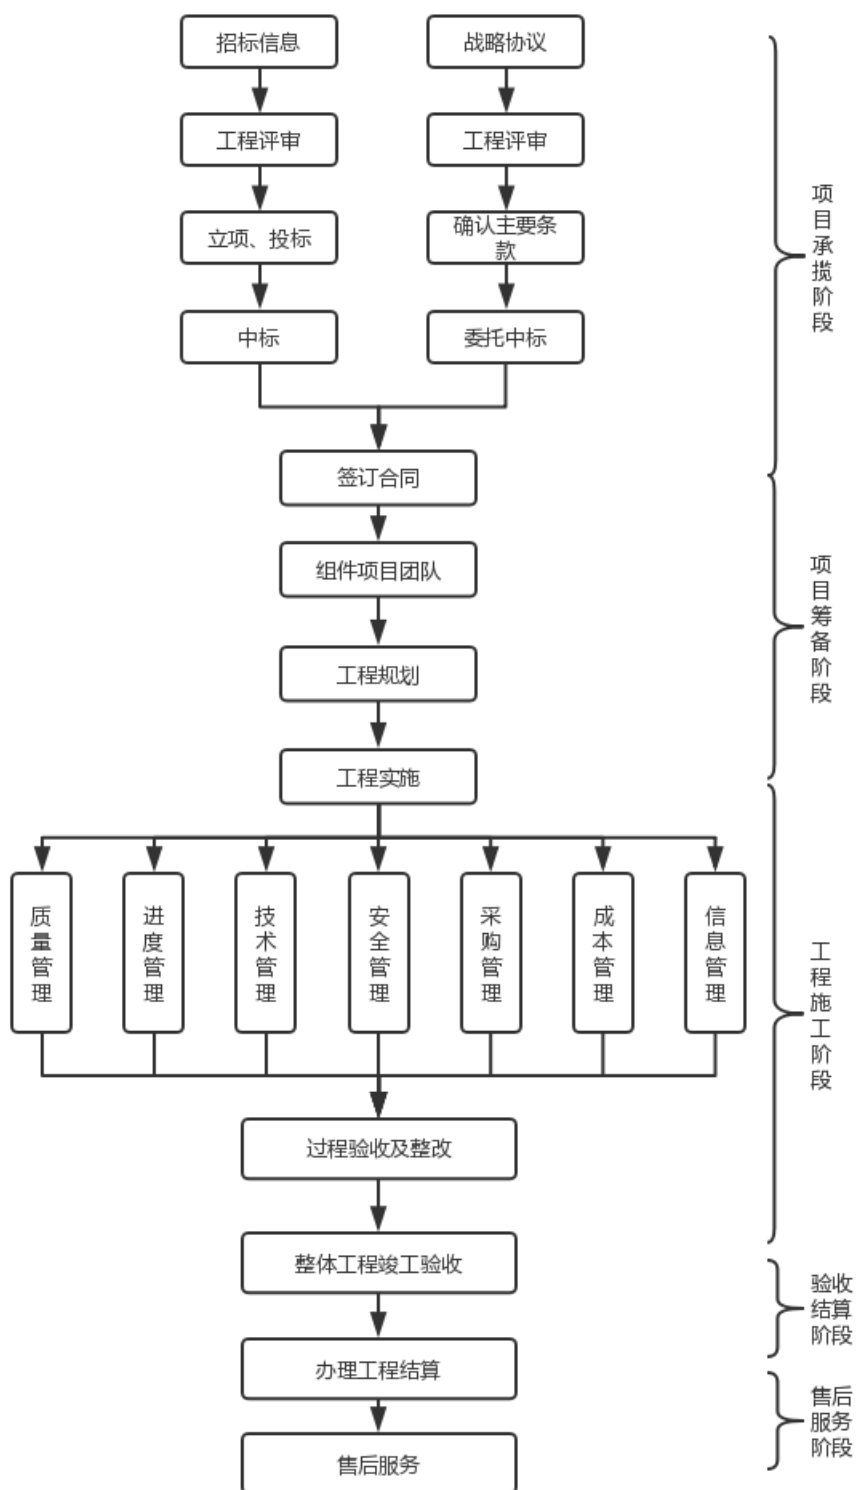 招标信息
战略协议
工程评审
工程评审
立项、投标
确认主要条
款
中标
委托中标
项目承揽阶段
签订合同
组件项目团队
工程规划
工程实施
项目筹备阶段
质量管理
进度管理
技术管理
安全管理
采购管理
成本管理
信息管理
工程施工阶段
过程验收及整改
整体工程竣工验收
办理工程结算
验收
结算
阶段
售后服务
售后
服务
阶段